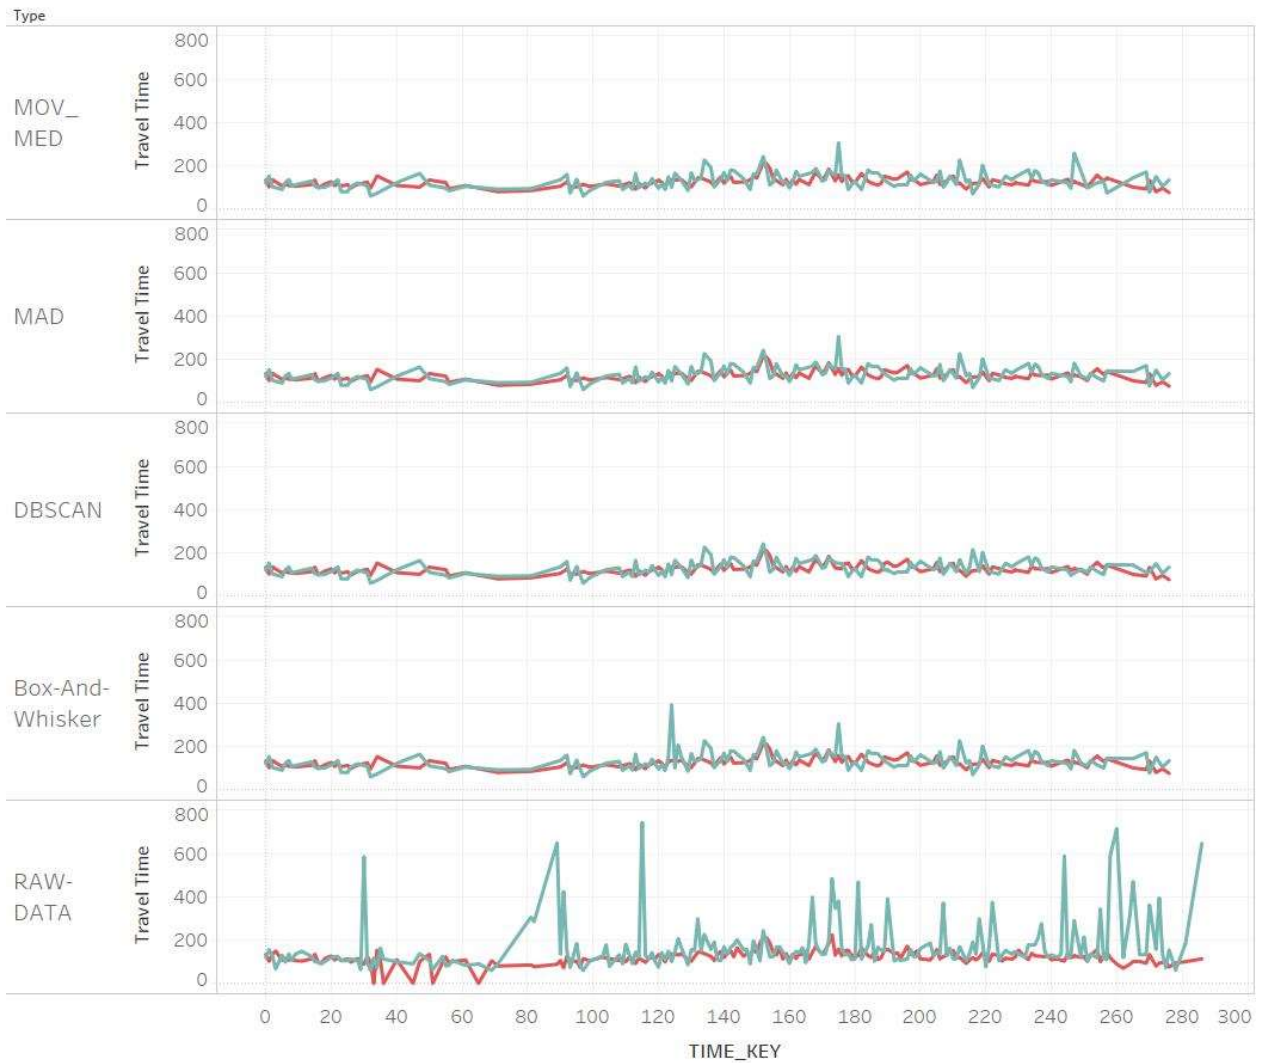 Type
MOV_
MED
Travel Time
800
600
400
200
0
MAD
Travel Time
800
600
400
200
0
DBSCAN
Travel Time
800
600
400
200
0
Box-And-
Whisker
Travel Time
800
600
400
200
0
RAW-
DATA
Travel Time
800
600
400
200
0
0 20 40 60 80 100 120 140 160 180 200 220 240 260 280 300
TIME_KEY